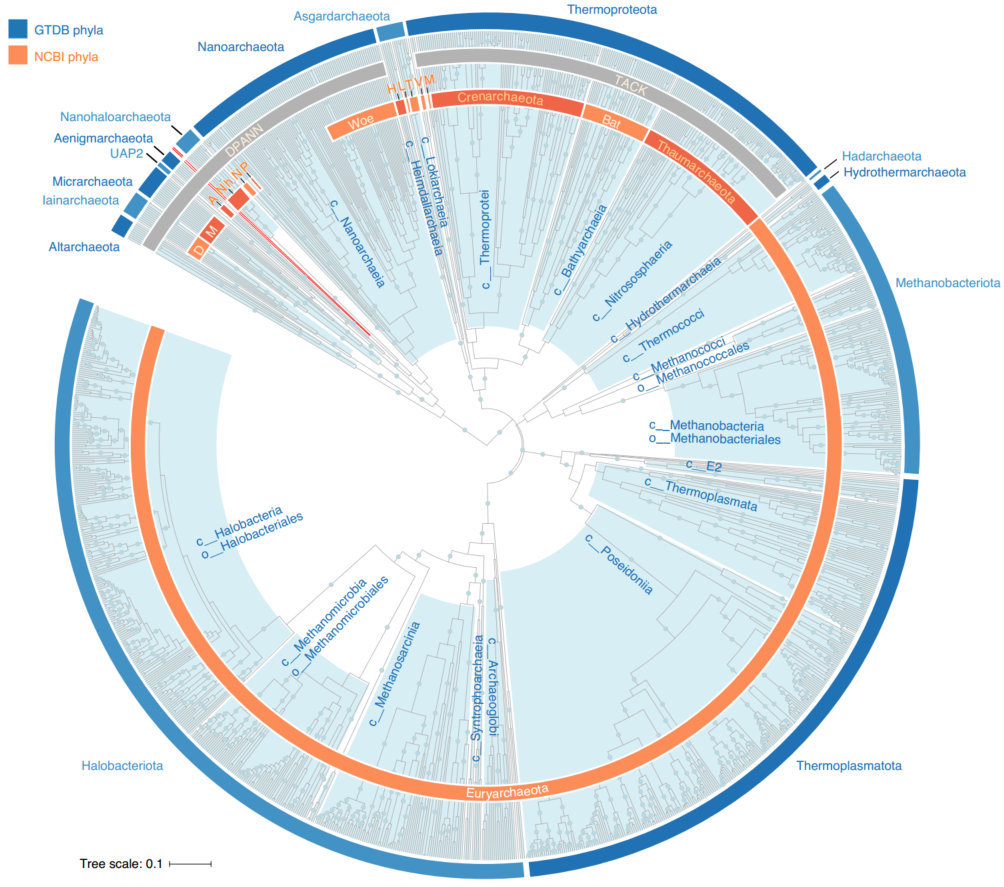 GTDB phyla
NCBI phyla
Asgardarchaeota
Thermoproteota
Nanoarchaeota
Nanohaloarchaeota
Aenigmarchaeota
UAP2
Micrarchaeota
Iainarchaeota
Altarchaeota
Hadarchaeota
Hydrothermarchaeota
Methanobacteriota
Thermoplasmatota
Halobacteriota
DPANN
TACK
D
M
A
Nh
N
P
Woe
H
L
T
V
M
Crenarchaeota
Bat
Thaumarchaeota
Euryarchaeota
c__Nanoarchaeia
c__Heimdallarchaeia
c__Lokiarchaeia
c__Thermoprotei
c__Bathyarchaeia
c__Nitrososphaeria
c__Hydrothermarchaeia
c__Thermococci
c__Methanococci
o__Methanococcales
c__Methanobacteria
o__Methanobacteriales
c__E2
c__Thermoplasmata
c__Poseidoniia
c__Archaeoglobi
c__Syntrophoarchaeia
c__Methanosarcinia
c__Methanomicrobia
o__Methanomicrobiales
c__Halobacteria
o__Halobacteriales
Tree scale: 0.1